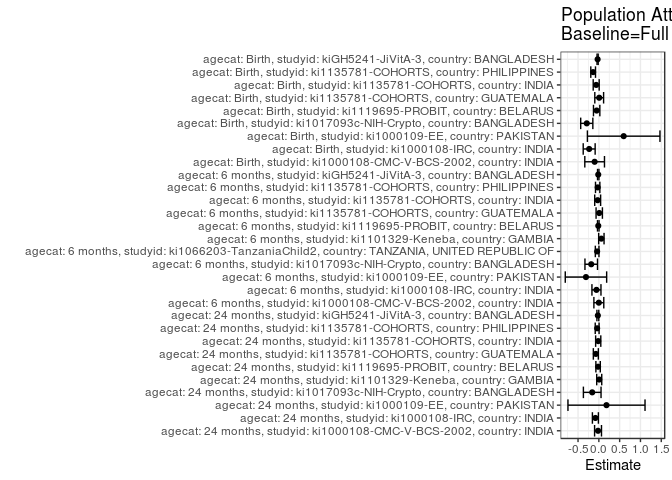 Population Att
Baseline=Full
agecat: Birth, studyid: kiGH5241-JiVitA-3, country: BANGLADESH
agecat: Birth, studyid: ki1135781-COHORTS, country: PHILIPPINES
agecat: Birth, studyid: ki1135781-COHORTS, country: INDIA
agecat: Birth, studyid: ki1135781-COHORTS, country: GUATEMALA
agecat: Birth, studyid: ki1119695-PROBIT, country: BELARUS
agecat: Birth, studyid: ki1017093c-NIH-Crypto, country: BANGLADESH
agecat: Birth, studyid: ki1000109-EE, country: PAKISTAN
agecat: Birth, studyid: ki1000108-IRC, country: INDIA
agecat: Birth, studyid: ki1000108-CMC-V-BCS-2002, country: INDIA
agecat: 6 months, studyid: kiGH5241-JiVitA-3, country: BANGLADESH
agecat: 6 months, studyid: ki1135781-COHORTS, country: PHILIPPINES
agecat: 6 months, studyid: ki1135781-COHORTS, country: INDIA
agecat: 6 months, studyid: ki1135781-COHORTS, country: GUATEMALA
agecat: 6 months, studyid: ki1119695-PROBIT, country: BELARUS
agecat: 6 months, studyid: ki1101329-Keneba, country: GAMBIA
agecat: 6 months, studyid: ki1066203-TanzaniaChild2, country: TANZANIA, UNITED REPUBLIC OF
agecat: 6 months, studyid: ki1017093c-NIH-Crypto, country: BANGLADESH
agecat: 6 months, studyid: ki1000109-EE, country: PAKISTAN
agecat: 6 months, studyid: ki1000108-IRC, country: INDIA
agecat: 6 months, studyid: ki1000108-CMC-V-BCS-2002, country: INDIA
agecat: 24 months, studyid: kiGH5241-JiVitA-3, country: BANGLADESH
agecat: 24 months, studyid: ki1135781-COHORTS, country: PHILIPPINES
agecat: 24 months, studyid: ki1135781-COHORTS, country: INDIA
agecat: 24 months, studyid: ki1135781-COHORTS, country: GUATEMALA
agecat: 24 months, studyid: ki1119695-PROBIT, country: BELARUS
agecat: 24 months, studyid: ki1101329-Keneba, country: GAMBIA
agecat: 24 months, studyid: ki1017093c-NIH-Crypto, country: BANGLADESH
agecat: 24 months, studyid: ki1000109-EE, country: PAKISTAN
agecat: 24 months, studyid: ki1000108-IRC, country: INDIA
agecat: 24 months, studyid: ki1000108-CMC-V-BCS-2002, country: INDIA
-0.5 0.0 0.5 1.0 1.5
Estimate